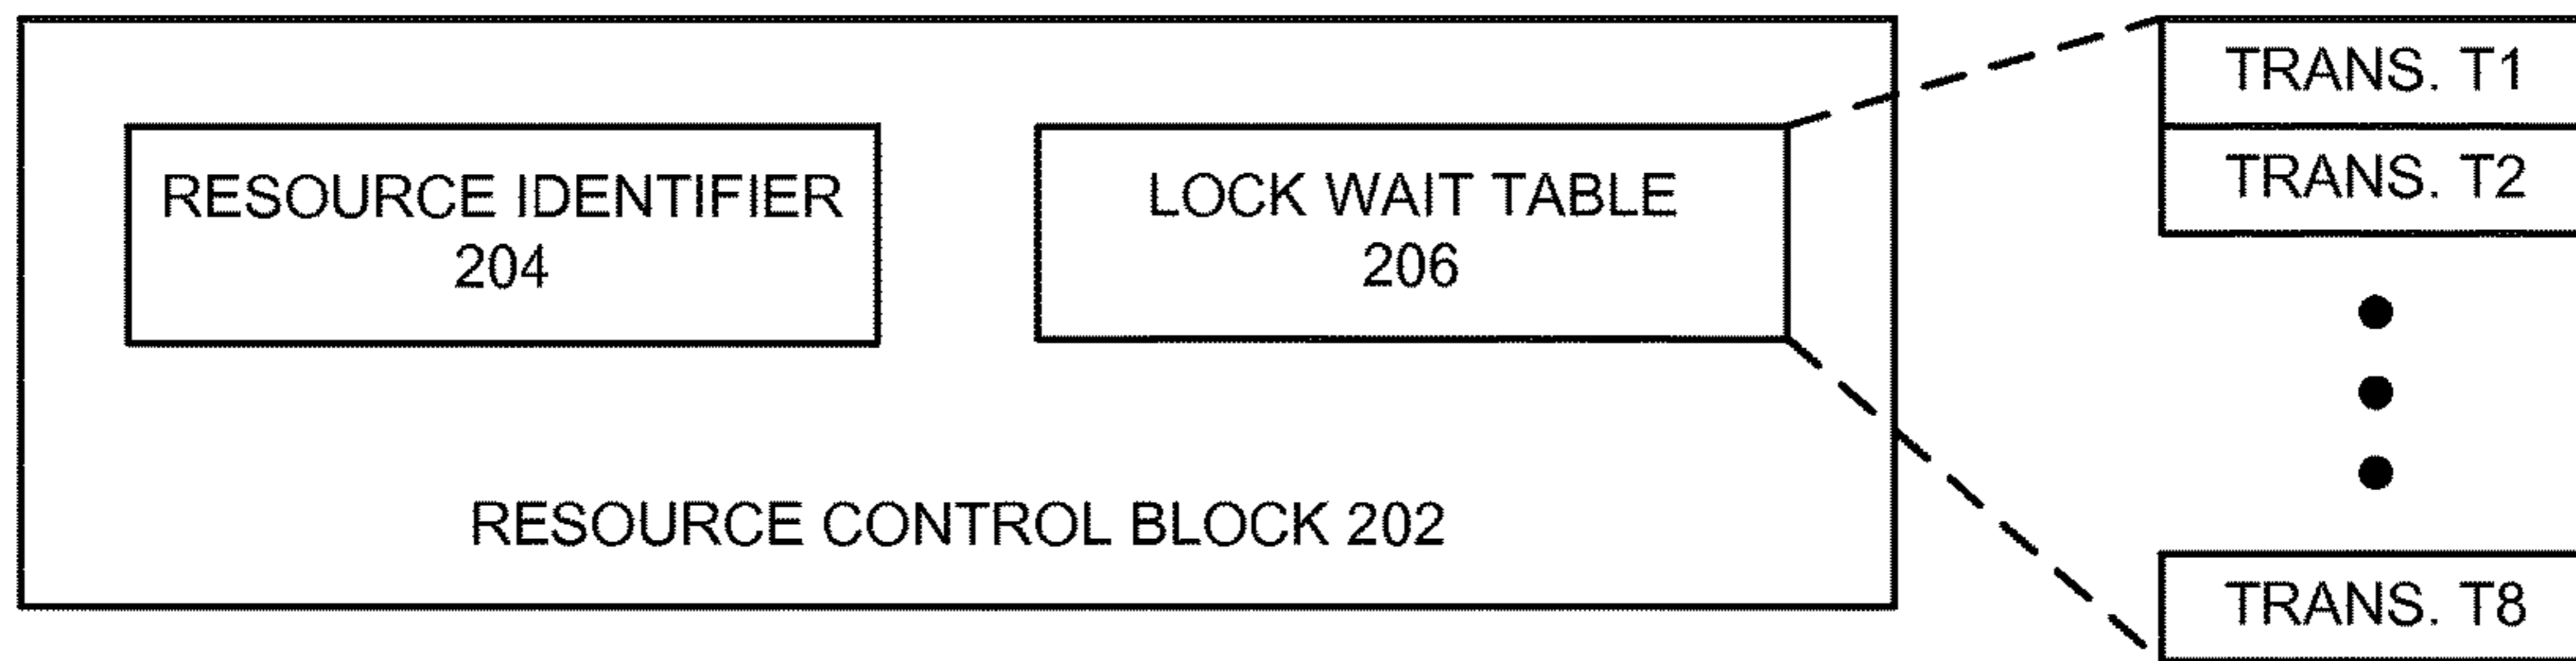 RESOURCE IDENTIFIER
204
LOCK WAIT TABLE
206
RESOURCE CONTROL BLOCK 202
TRANS. T1
TRANS. T2
TRANS. T8